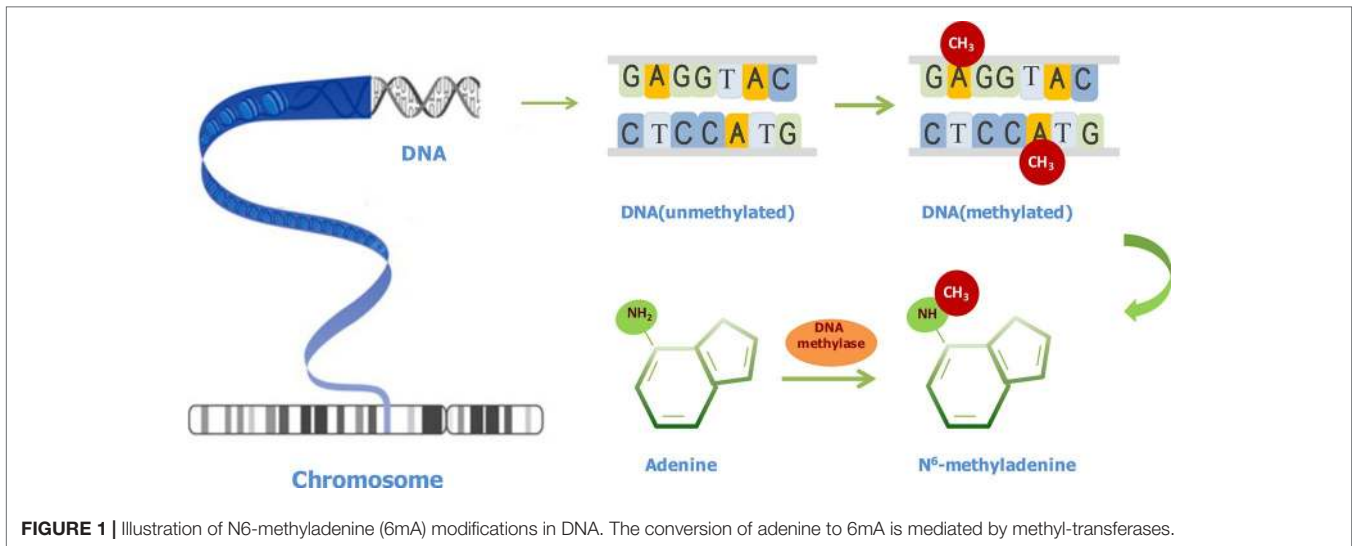 DNA
GAGGTAC
CTCCATG
DNA(unmethylated)
CH3
GAGGTAC
CTCCATG
CH3
DNA(methylated)
NH2
Adenine
DNA
methylase
CH3
NH
N⁶-methyladenine
Chromosome
FIGURE 1 | Illustration of N6-methyladenine (6mA) modifications in DNA. The conversion of adenine to 6mA is mediated by methyl-transferases.